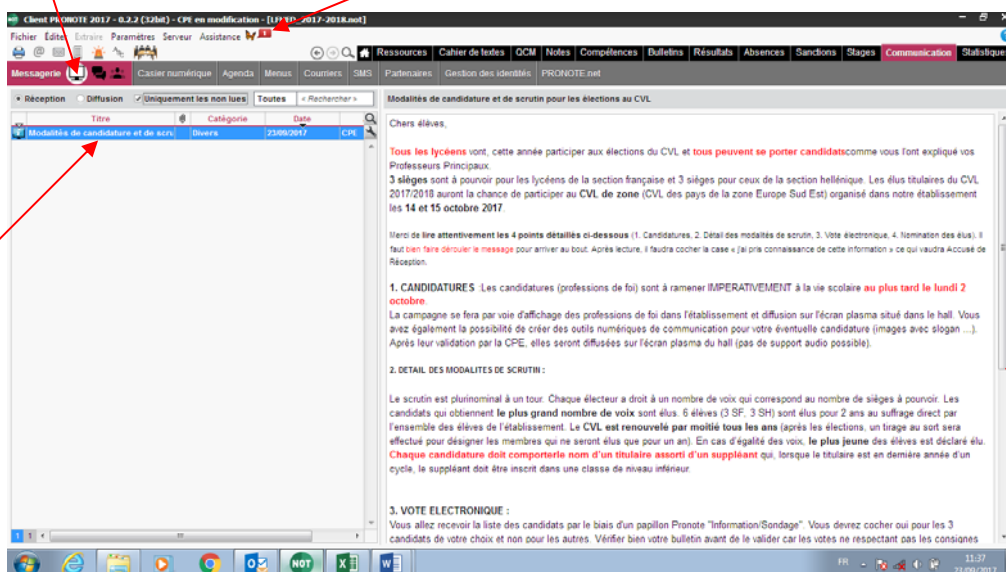 Client PRONOTE 2017 - 0.2.2 (32bit) - CPE en modification - [LFHED_2017-2018.not]
Fichier Editer Extraire Paramètres Serveur Assistance
Ressources Cahier de textes QCM Notes Compétences Bulletins Résultats Absences Sanctions Stages Communication Statistiques
Messagerie Casier numérique Agenda Menus Courriers SMS Partenaires Gestion des identités PRONOTE.net
Réception Diffusion Uniquement les non lues Toutes < Rechercher >
Modalités de candidature et de scrutin pour les élections au CVL
Titre Catégorie Date
Modalités de candidature et de scru Divers 23/09/2017 CPE
Chers élèves,
Tous les lycéens vont, cette année participer aux élections du CVL et tous peuvent se porter candidatscomme vous l'ont expliqué vos
Professeurs Principaux.
3 sièges sont à pourvoir pour les lycéens de la section française et 3 sièges pour ceux de la section hellénique. Les élus titulaires du CVL
2017/2018 auront la chance de participer au CVL de zone (CVL des pays de la zone Europe Sud Est) organisé dans notre établissement
les 14 et 15 octobre 2017.
Merci de lire attentivement les 4 points détaillés ci-dessous (1. Candidatures, 2. Détail des modalités de scrutin, 3. Vote électronique, 4. Nomination des élus). Il
faut bien faire dérouler le message pour arriver au bout. Après lecture, il faudra cocher la case « j'ai pris connaissance de cette information » ce qui vaudra Accusé de
Réception.
1. CANDIDATURES :Les candidatures (professions de foi) sont à ramener IMPERATIVEMENT à la vie scolaire au plus tard le lundi 2
octobre.
La campagne se fera par voie d'affichage des professions de foi dans l'établissement et diffusion sur l'écran plasma situé dans le hall. Vous
avez également la possibilité de créer des outils numériques de communication pour votre éventuelle candidature (images avec slogan ...).
Après leur validation par la CPE, elles seront diffusées sur l'écran plasma du hall (pas de support audio possible).
2. DETAIL DES MODALITES DE SCRUTIN :
Le scrutin est plurinominal à un tour. Chaque électeur a droit à un nombre de voix qui correspond au nombre de sièges à pourvoir. Les
candidats qui obtiennent le plus grand nombre de voix sont élus. 6 élèves (3 SF, 3 SH) sont élus pour 2 ans au suffrage direct par
l'ensemble des élèves de l'établissement. Le CVL est renouvelé par moitié tous les ans (après les élections, un tirage au sort sera
effectué pour désigner les membres qui ne seront élus que pour un an). En cas d'égalité des voix, le plus jeune des élèves est déclaré élu.
Chaque candidature doit comporterle nom d'un titulaire assorti d'un suppléant qui, lorsque le titulaire est en dernière année d'un
cycle, le suppléant doit être inscrit dans une classe de niveau inférieur.
3. VOTE ELECTRONIQUE :
Vous allez recevoir la liste des candidats par le biais d'un papillon Pronote "Information/Sondage". Vous devrez cocher oui pour les 3
candidats de votre choix et non pour les autres. Vérifier bien votre bulletin avant de le valider car les votes ne respectant pas les consignes
1 1
FR 11:37
23/09/2017